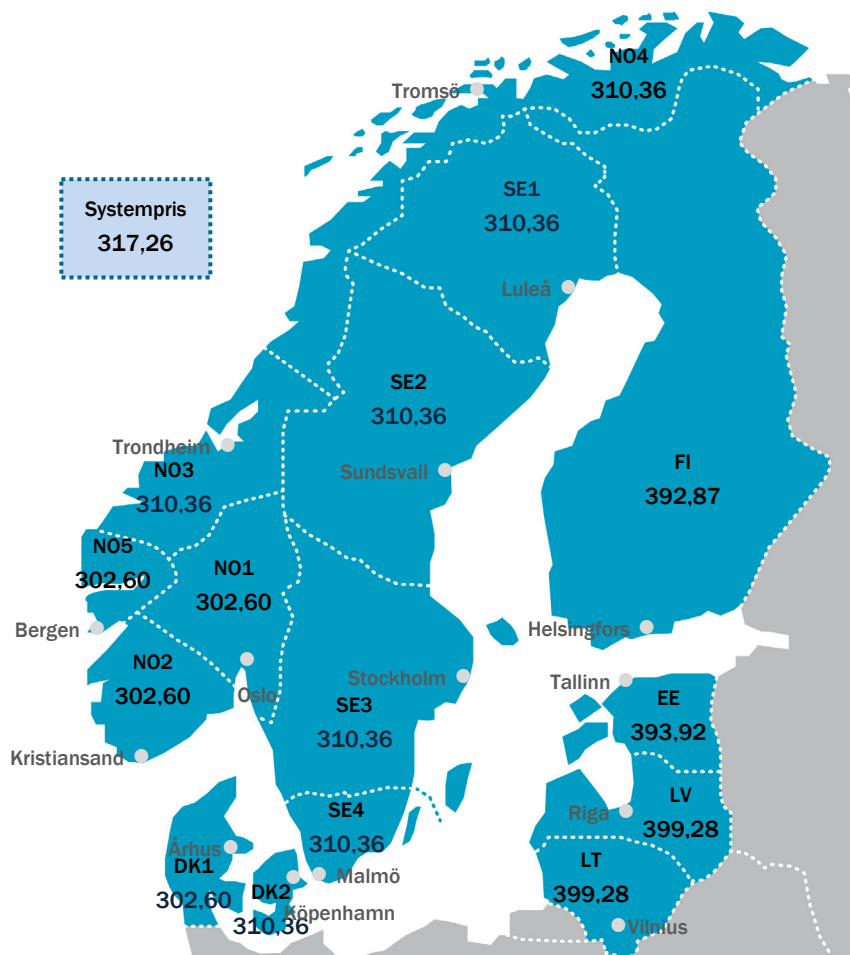 NO4
310,36
Tromsö
SE1
310,36
Systempris
317,26
Luleå
SE2
310,36
Trondheim
NO3
310,36
Sundsvall
FI
392,87
NO5
302,60
NO1
302,60
Bergen
Helsingfors
NO2
302,60
Oslo
Stockholm
Tallinn
SE3
310,36
EE
393,92
Kristiansand
LV
399,28
Riga
SE4
310,36
Århus
DK1
302,60
LT
399,28
Malmö
DK2
310,36
Köpenhamn
Vilnius